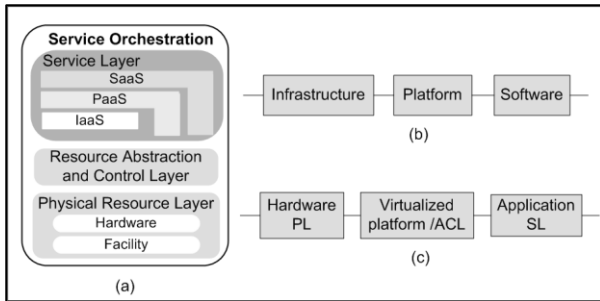 Service Orchestration
Service Layer
SaaS
PaaS
IaaS
Resource Abstraction
and Control Layer
Physical Resource Layer
Hardware
Facility
(a)
Infrastructure
Platform
Software
(b)
Hardware
PL
Virtualized
platform /ACL
Application
SL
(c)